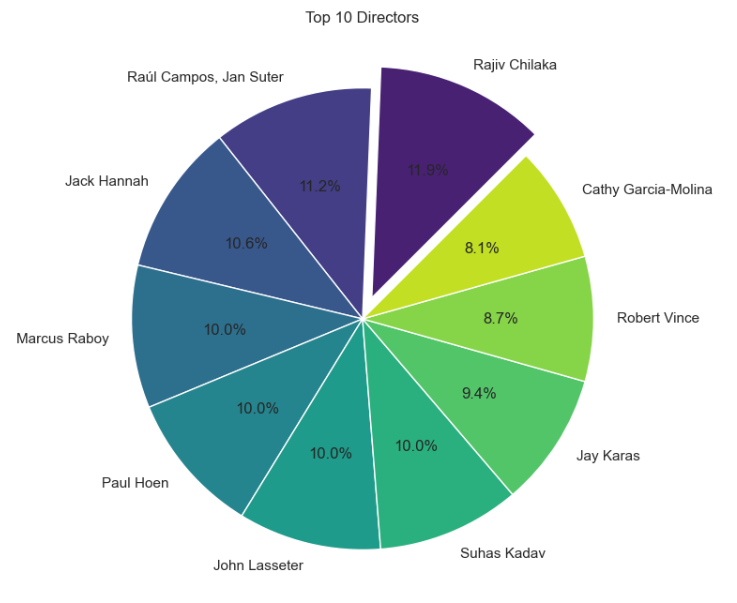 Top 10 Directors
Rajiv Chilaka
11.9%
Raúl Campos, Jan Suter
11.2%
Jack Hannah
10.6%
Marcus Raboy
10.0%
Paul Hoen
10.0%
John Lasseter
10.0%
Suhas Kadav
10.0%
Jay Karas
9.4%
Robert Vince
8.7%
Cathy Garcia-Molina
8.1%